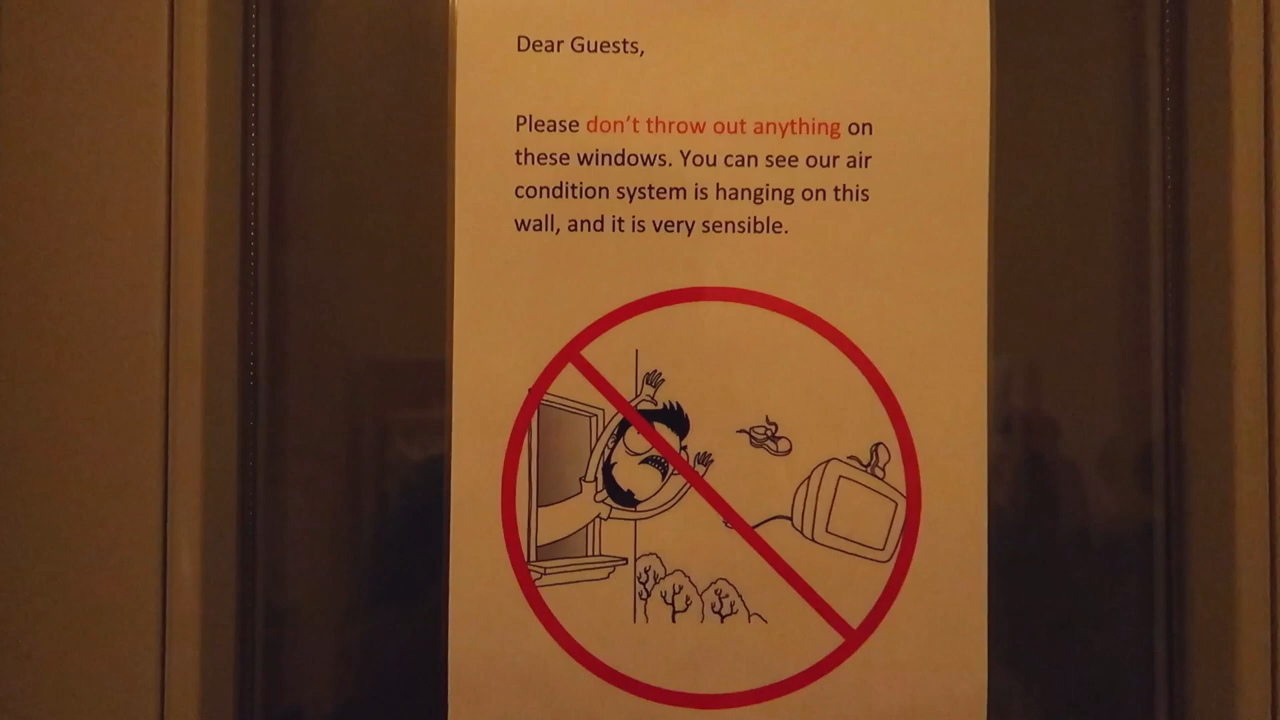 Dear Guests,
Please don't throw out anything on
these windows. You can see our air
condition system is hanging on this
wall, and it is very sensible.